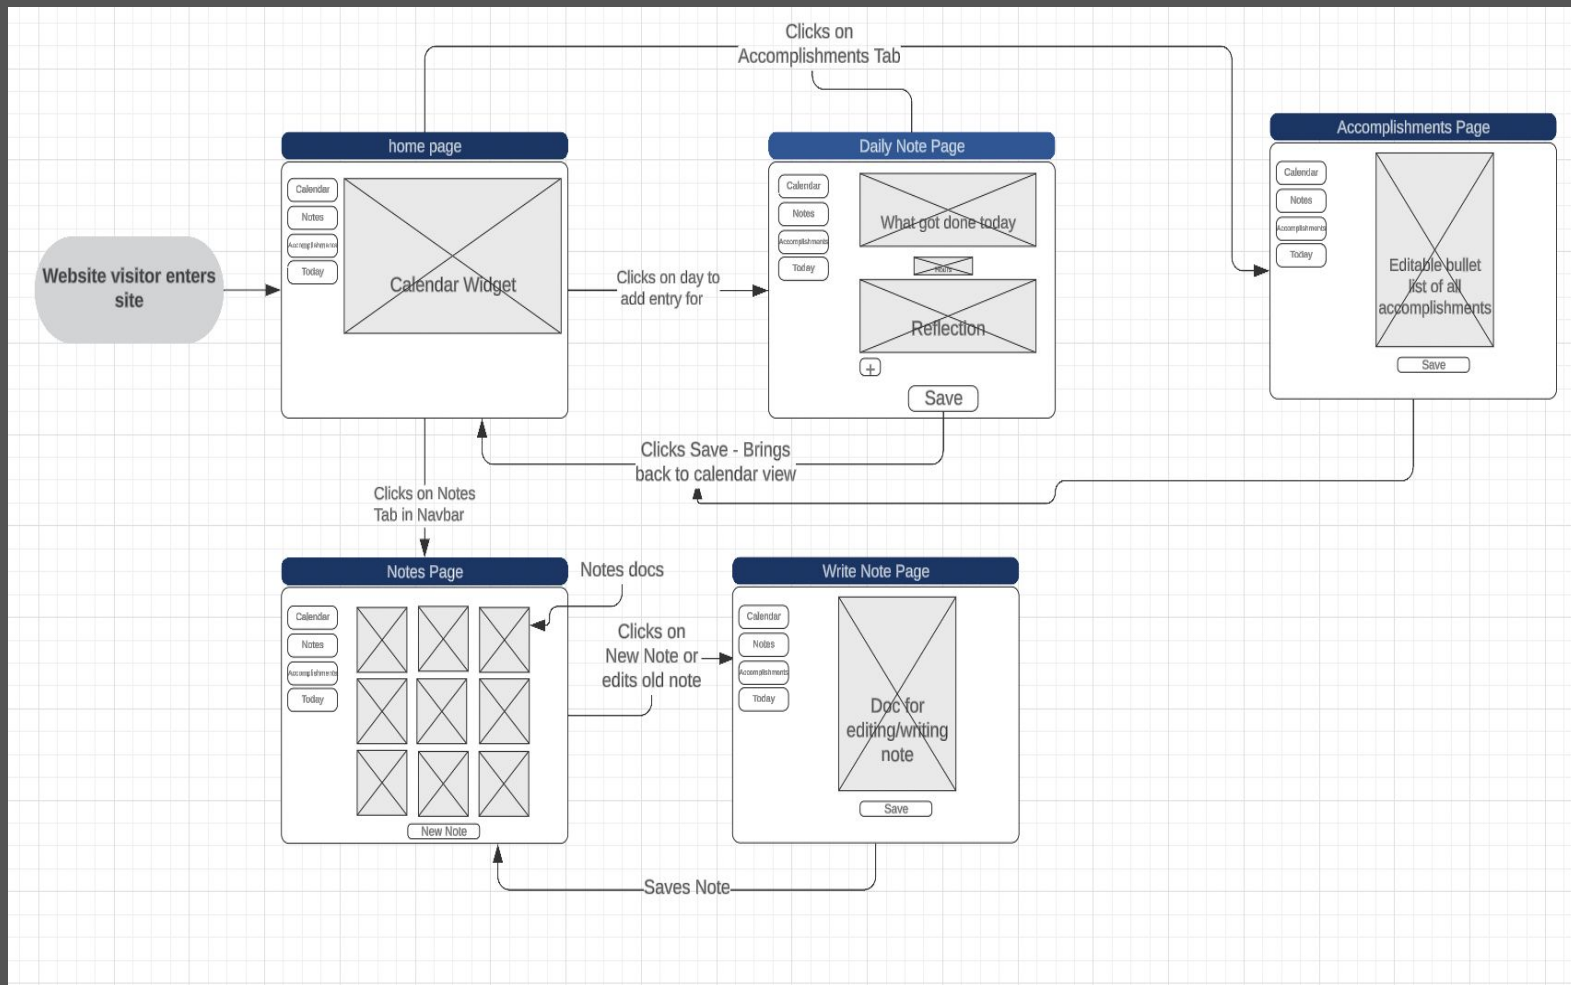 Clicks on
Accomplishments Tab
home page
Calendar
Notes
Accomplishments
Today
Calendar Widget
Website visitor enters
site
Clicks on day to
add entry for
Daily Note Page
Calendar
Notes
Accomplishments
Today
What got done today
Reflection
+
Save
Accomplishments Page
Calendar
Notes
Accomplishments
Today
Editable bullet
list of all
accomplishments
Save
Clicks Save - Brings
back to calendar view
Clicks on Notes
Tab in Navbar
Notes Page
Calendar
Notes
Accomplishments
Today
New Note
Notes docs
Clicks on
New Note or
edits old note
Write Note Page
Calendar
Notes
Accomplishments
Today
Doc for
editing/writing
note
Save
Saves Note